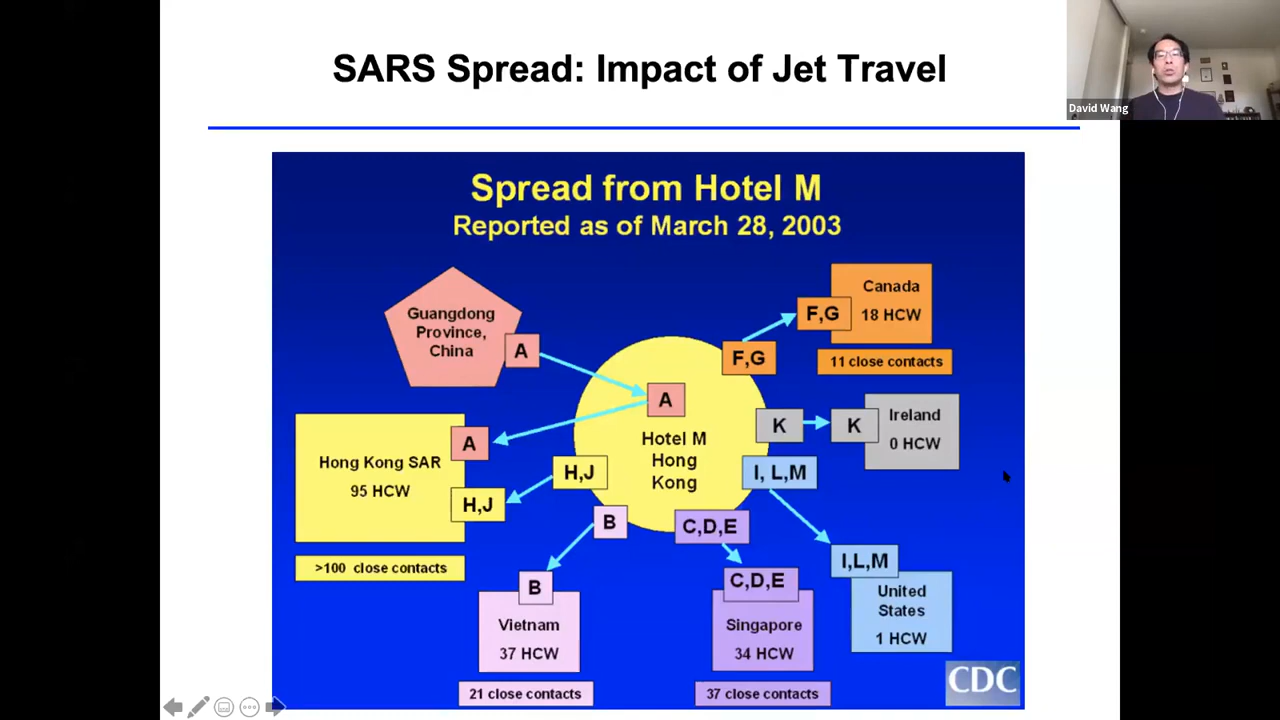 SARS Spread: Impact of Jet Travel
David Wang
Spread from Hotel M
Reported as of March 28, 2003
Guangdong
Province,
China
A
A
Hotel M
Hong
Kong
F,G
F,G
Canada
18 HCW
11 close contacts
K
K
Ireland
0 HCW
A
Hong Kong SAR
95 HCW
H,J
H,J
>100 close contacts
I, L,M
I,L,M
United
States
1 HCW
B
B
Vietnam
37 HCW
21 close contacts
C,D,E
C,D,E
Singapore
34 HCW
37 close contacts
CDC